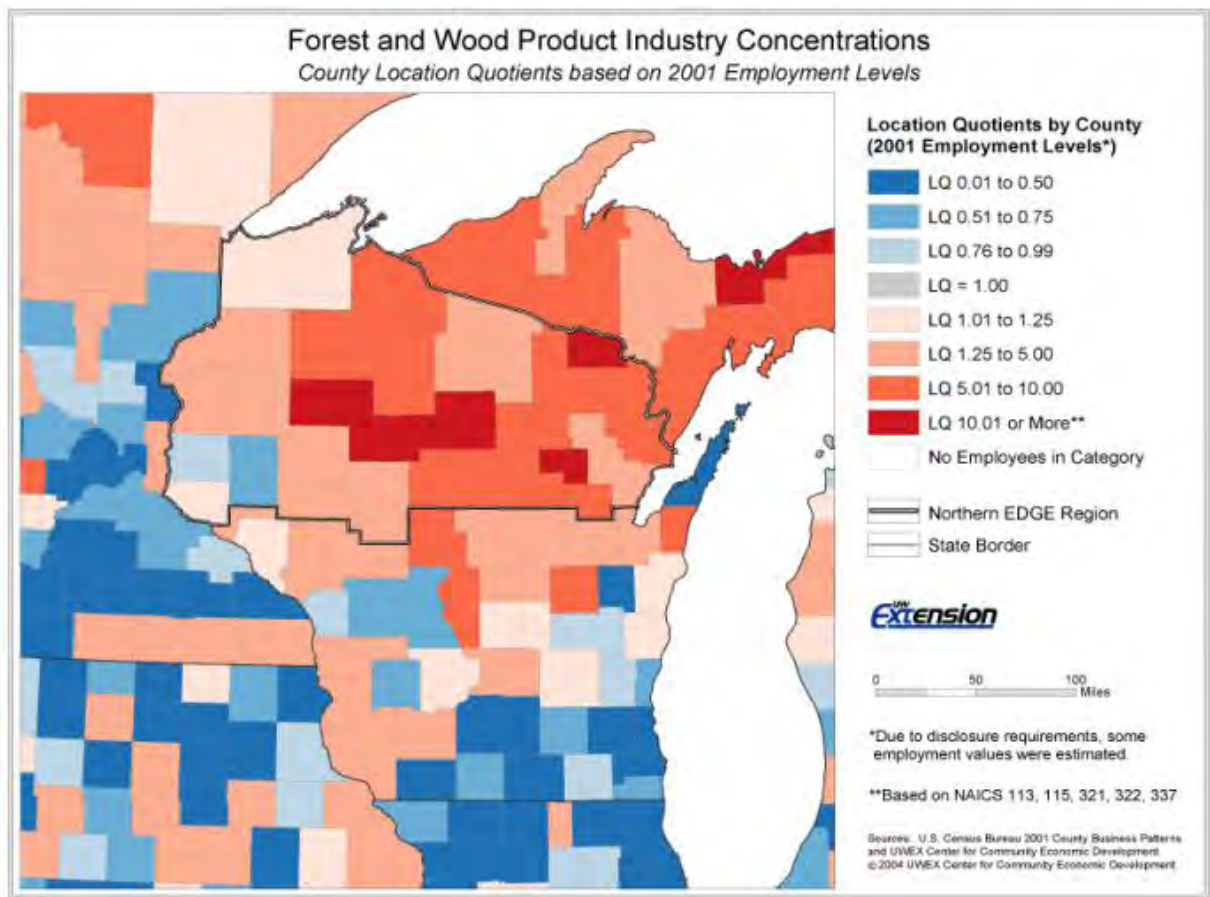 Forest and Wood Product Industry Concentrations
County Location Quotients based on 2001 Employment Levels
Location Quotients by County
(2001 Employment Levels*)
LQ 0.01 to 0.50
LQ 0.51 to 0.75
LQ 0.76 to 0.99
LQ = 1.00
LQ 1.01 to 1.25
LQ 1.25 to 5.00
LQ 5.01 to 10.00
LQ 10.01 or More**
No Employees in Category
Northern EDGE Region
State Border
UW
Extension
0 50 100
Miles
*Due to disclosure requirements, some
employment values were estimated.
**Based on NAICS 113, 115, 321, 322, 337
Sources: U.S. Census Bureau 2001 County Business Patterns
and UWEX Center for Community Economic Development
© 2004 UWEX Center for Community Economic Development